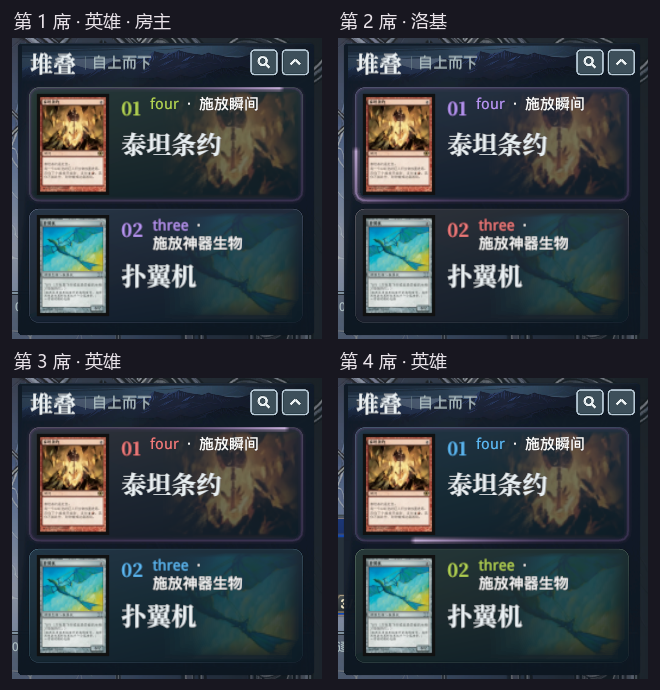 第 1 席 · 英雄 · 房主
堆叠 自上而下
01 four · 施放瞬间
泰坦条约
02 three ·
施放神器生物
扑翼机
第 2 席 · 洛基
堆叠 自上而下
01 four · 施放瞬间
泰坦条约
02 three ·
施放神器生物
扑翼机
第 3 席 · 英雄
堆叠 自上而下
01 four · 施放瞬间
泰坦条约
02 three ·
施放神器生物
扑翼机
第 4 席 · 英雄
堆叠 自上而下
01 four · 施放瞬间
泰坦条约
02 three ·
施放神器生物
扑翼机